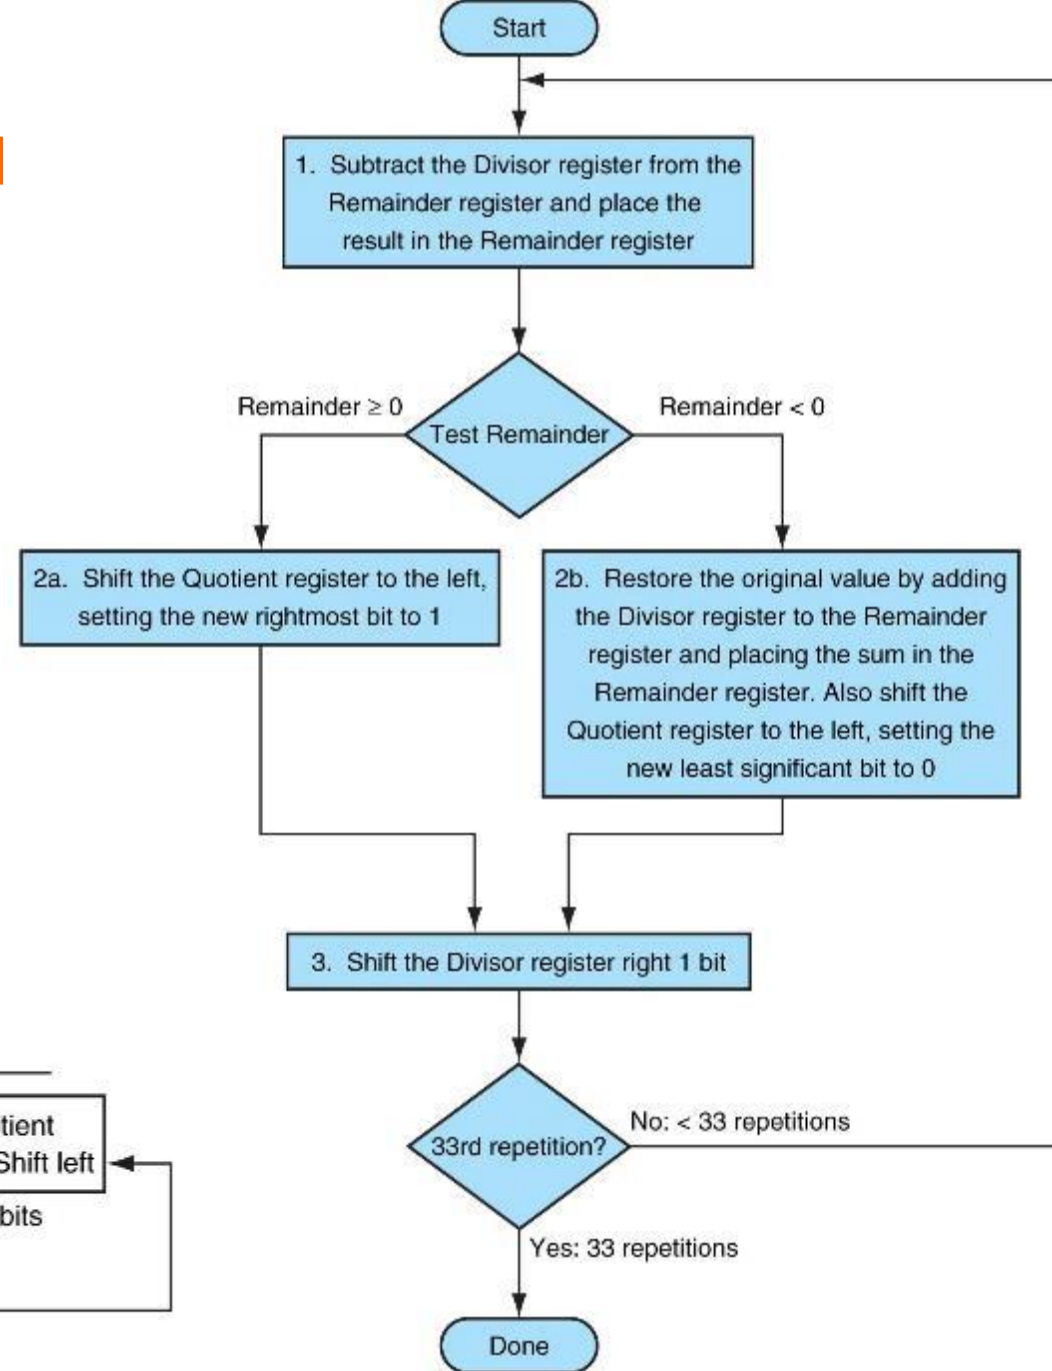 Start
1. Subtract the Divisor register from the
Remainder register and place the
result in the Remainder register
Remainder ≥ 0
Test Remainder
Remainder < 0
2a. Shift the Quotient register to the left,
setting the new rightmost bit to 1
2b. Restore the original value by adding
the Divisor register to the Remainder
register and placing the sum in the
Remainder register. Also shift the
Quotient register to the left, setting the
new least significant bit to 0
3. Shift the Divisor register right 1 bit
33rd repetition?
No: < 33 repetitions
tient
Shift left
bits
Yes: 33 repetitions
Done